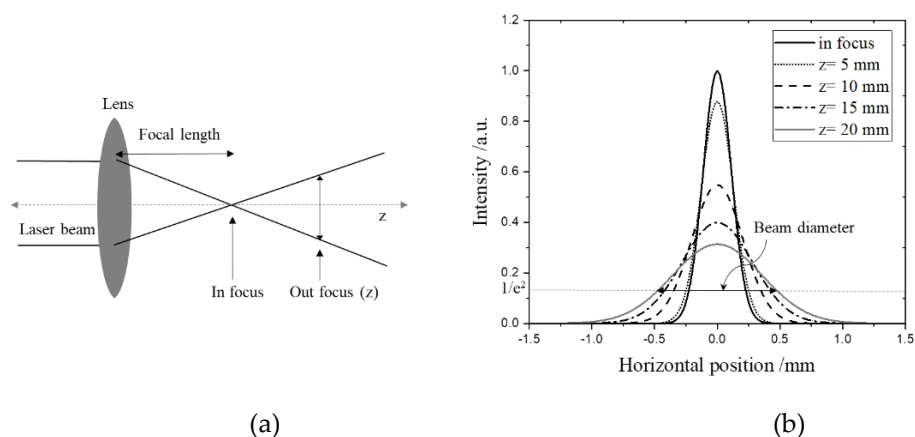 Lens
Focal length
z
Laser beam
In focus
Out focus (z)
(a)
in focus
z= 5 mm
z= 10 mm
z= 15 mm
z= 20 mm
Intensity /a.u.
1.0
0.8
0.6
0.4
0.2
1/e²
0.0
Beam diameter
-1.5
-1.0
-0.5
0.0
0.5
1.0
1.5
Horizontal position /mm
(b)